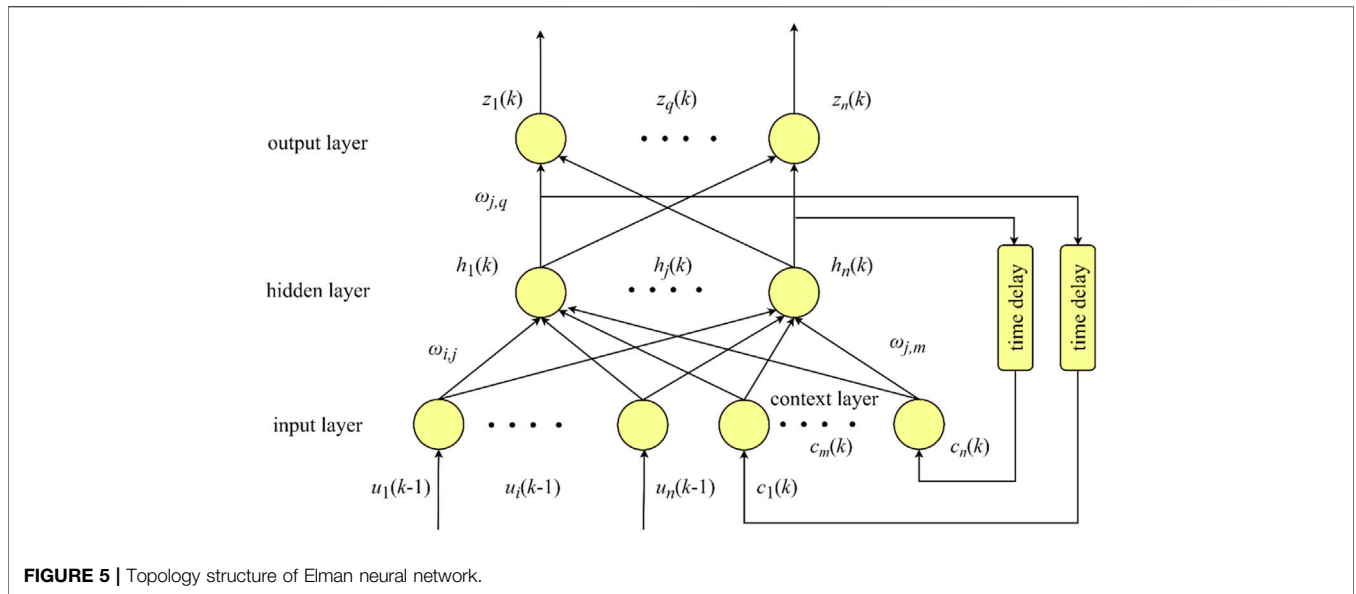 z1(k) zq(k) zn(k)
output layer
ωj,q
h1(k) hj(k) hn(k)
hidden layer
time delay
time delay
ωi,j ωj,m
context layer
input layer
cm(k) cn(k)
u1(k-1) ui(k-1) un(k-1) c1(k)
FIGURE 5 | Topology structure of Elman neural network.